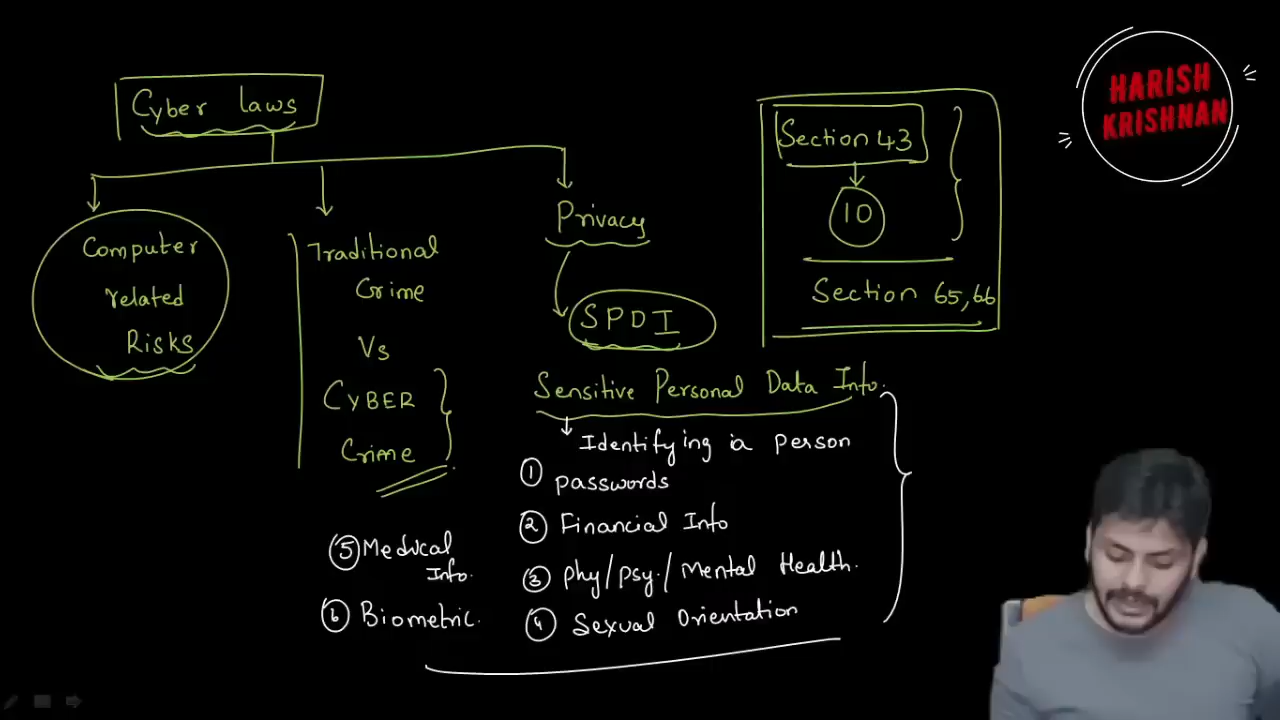 Cyber laws
Computer
related
Risks
Traditional
Crime
Vs
CYBER
Crime
Privacy
SPDI
Sensitive Personal Data Info.
Identifying a person
① passwords
② Financial Info
③ Phy/psy./Mental Health.
④ Sexual Orientation
⑤ Medical
Info.
⑥ Biometric.
Section 43
10
Section 65,66
HARISH
KRISHNAN